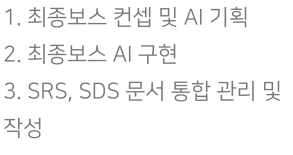 1. 최종보스 컨셉 및 AI 기획
2. 최종보스 AI 구현
3. SRS, SDS 문서 통합 관리 및
작성